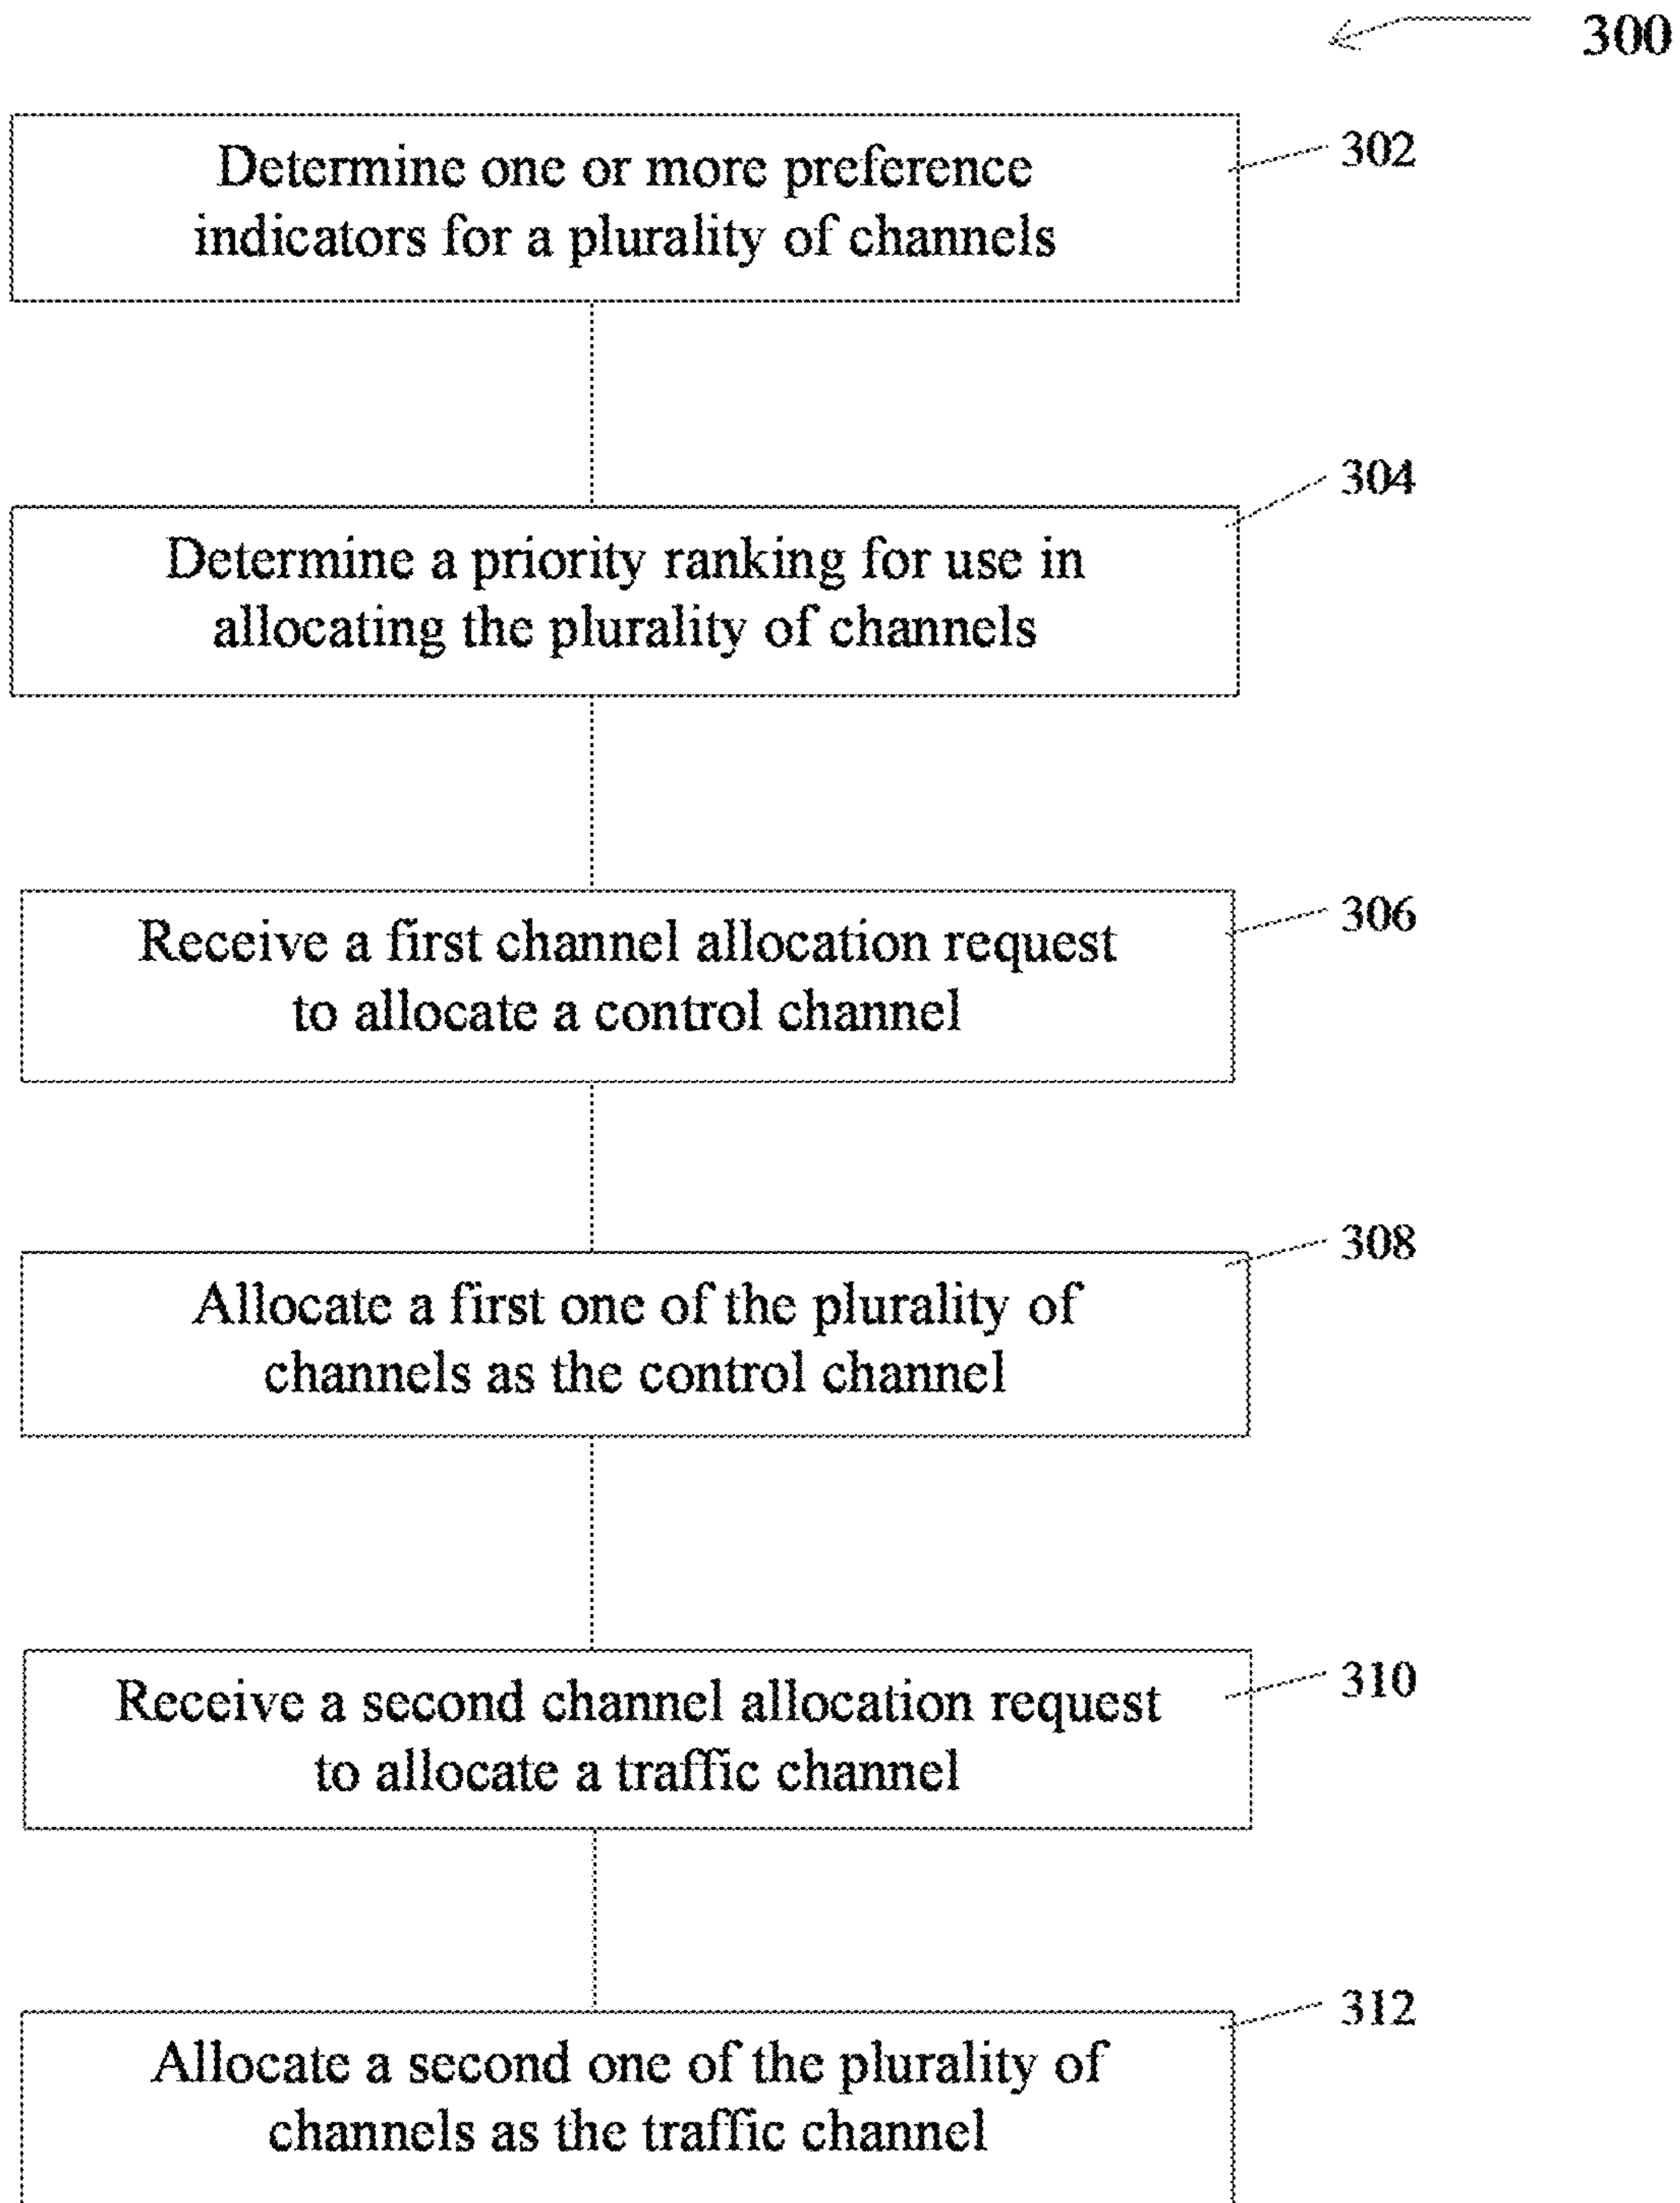 300
Determine one or more preference
indicators for a plurality of channels
302
Determine a priority ranking for use in
allocating the plurality of channels
304
Receive a first channel allocation request
to allocate a control channel
306
Allocate a first one of the plurality of
channels as the control channel
308
Receive a second channel allocation request
to allocate a traffic channel
310
Allocate a second one of the plurality of
channels as the traffic channel
312